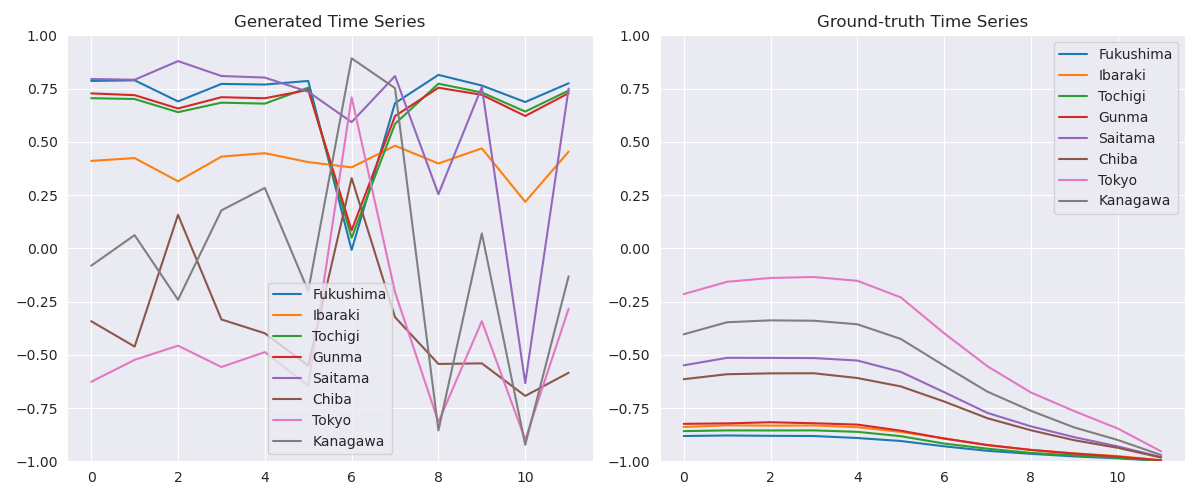 Generated Time Series
1.00
0.75
0.50
0.25
0.00
−0.25
−0.50
−0.75
−1.00
0 2 4 6 8 10
Fukushima
Ibaraki
Tochigi
Gunma
Saitama
Chiba
Tokyo
Kanagawa
Ground-truth Time Series
1.00
0.75
0.50
0.25
0.00
−0.25
−0.50
−0.75
−1.00
0 2 4 6 8 10
Fukushima
Ibaraki
Tochigi
Gunma
Saitama
Chiba
Tokyo
Kanagawa